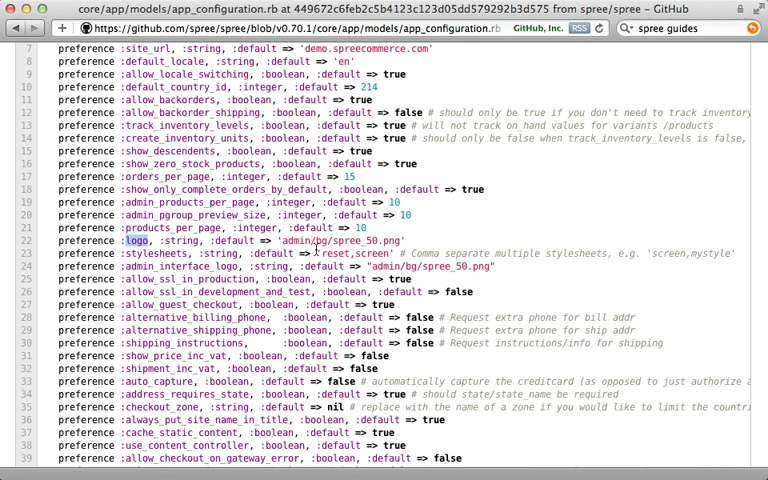 core/app/models/app_configuration.rb at 449672c6feb2c5b4123c123d05dd579292b3d575 from spree/spree – GitHub
https://github.com/spree/spree/blob/v0.70.1/core/app/models/app_configuration.rb GitHub, Inc. RSS spree guides
7 preference :site_url, :string, :default => 'demo.spreecommerce.com'
8 preference :default_locale, :string, :default => 'en'
9 preference :allow_locale_switching, :boolean, :default => true
10 preference :default_country_id, :integer, :default => 214
11 preference :allow_backorders, :boolean, :default => true
12 preference :allow_backorder_shipping, :boolean, :default => false # should only be true if you don't need to track inventory
13 preference :track_inventory_levels, :boolean, :default => true # will not track on_hand values for variants /products
14 preference :create_inventory_units, :boolean, :default => true # should only be false when track_inventory_levels is false,
15 preference :show_descendents, :boolean, :default => true
16 preference :show_zero_stock_products, :boolean, :default => true
17 preference :orders_per_page, :integer, :default => 15
18 preference :show_only_complete_orders_by_default, :boolean, :default => true
19 preference :admin_products_per_page, :integer, :default => 10
20 preference :admin_pgroup_preview_size, :integer, :default => 10
21 preference :products_per_page, :integer, :default => 10
22 preference :logo, :string, :default => 'admin/bg/spree_50.png'
23 preference :stylesheets, :string, :default => 'reset,screen' # Comma separate multiple stylesheets, e.g. 'screen,mystyle'
24 preference :admin_interface_logo, :string, :default => "admin/bg/spree_50.png"
25 preference :allow_ssl_in_production, :boolean, :default => true
26 preference :allow_ssl_in_development_and_test, :boolean, :default => false
27 preference :allow_guest_checkout, :boolean, :default => true
28 preference :alternative_billing_phone, :boolean, :default => false # Request extra phone for bill addr
29 preference :alternative_shipping_phone, :boolean, :default => false # Request extra phone for ship addr
30 preference :shipping_instructions, :boolean, :default => false # Request instructions/info for shipping
31 preference :show_price_inc_vat, :boolean, :default => false
32 preference :shipment_inc_vat, :boolean, :default => false
33 preference :auto_capture, :boolean, :default => false # automatically capture the creditcard (as opposed to just authorize a
34 preference :address_requires_state, :boolean, :default => true # should state/state_name be required
35 preference :checkout_zone, :string, :default => nil # replace with the name of a zone if you would like to limit the countri
36 preference :always_put_site_name_in_title, :boolean, :default => true
37 preference :cache_static_content, :boolean, :default => true
38 preference :use_content_controller, :boolean, :default => true
39 preference :allow_checkout_on_gateway_error, :boolean, :default => false